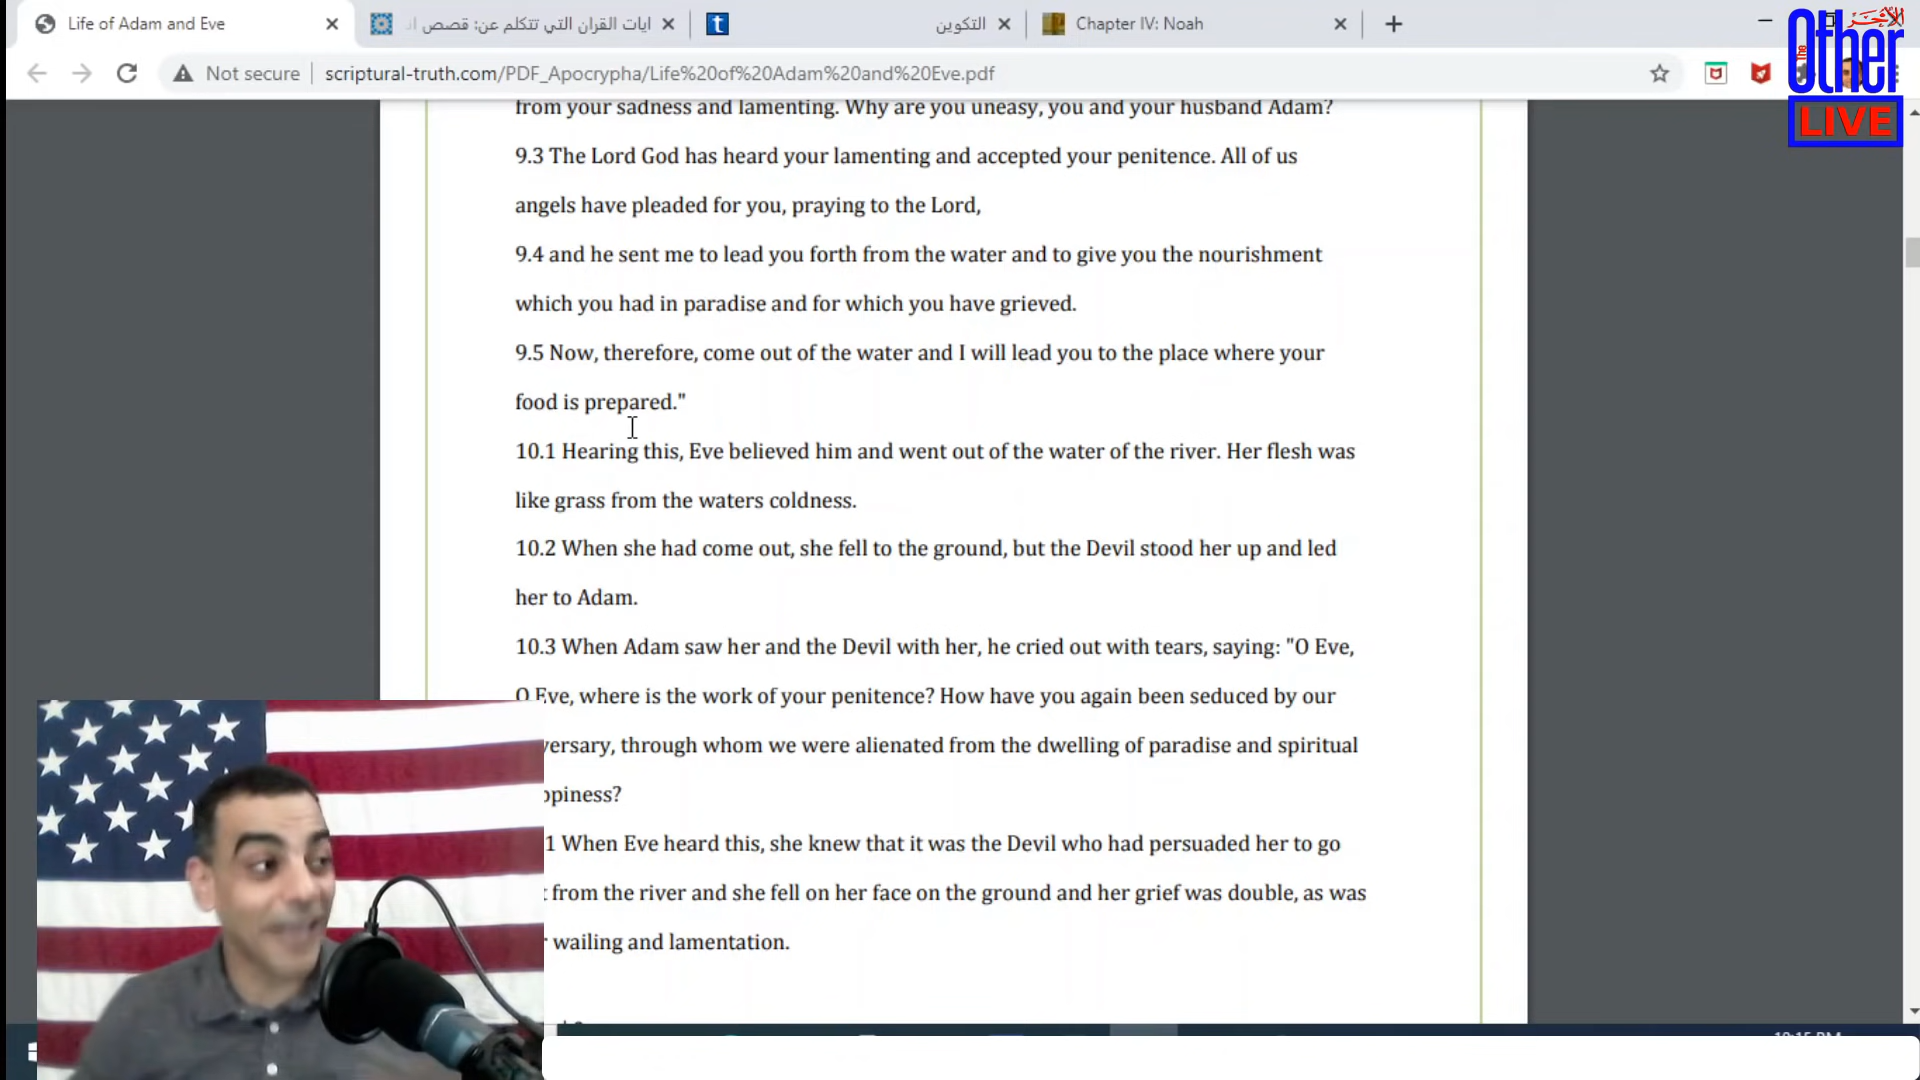 Life of Adam and Eve
ايات القران التي تتكلم عن: قصص ا
التكوين
Chapter IV: Noah
Not secure
scriptural-truth.com/PDF_Apocrypha/Life%20of%20Adam%20and%20Eve.pdf
الآخر
The
Other
LIVE
from your sadness and lamenting. Why are you uneasy, you and your husband Adam?
9.3 The Lord God has heard your lamenting and accepted your penitence. All of us
angels have pleaded for you, praying to the Lord,
9.4 and he sent me to lead you forth from the water and to give you the nourishment
which you had in paradise and for which you have grieved.
9.5 Now, therefore, come out of the water and I will lead you to the place where your
food is prepared."
10.1 Hearing this, Eve believed him and went out of the water of the river. Her flesh was
like grass from the waters coldness.
10.2 When she had come out, she fell to the ground, but the Devil stood her up and led
her to Adam.
10.3 When Adam saw her and the Devil with her, he cried out with tears, saying: "O Eve,
O Eve, where is the work of your penitence? How have you again been seduced by our
versary, through whom we were alienated from the dwelling of paradise and spiritual
ppiness?
1 When Eve heard this, she knew that it was the Devil who had persuaded her to go
from the river and she fell on her face on the ground and her grief was double, as was
wailing and lamentation.